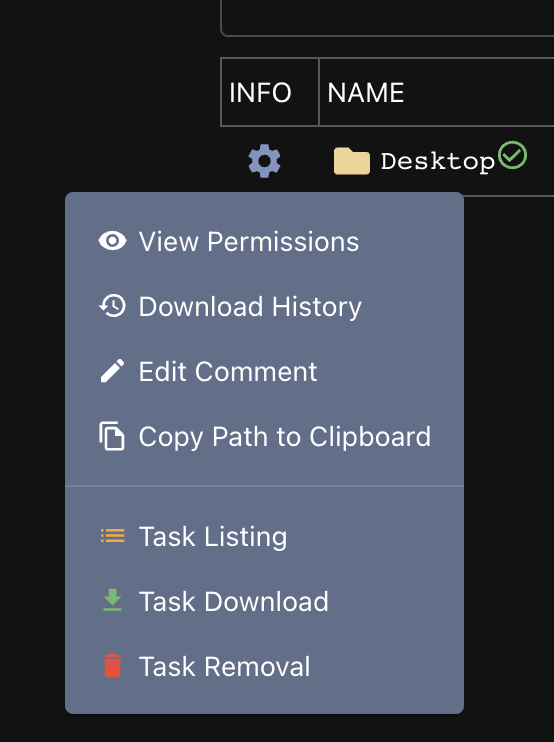 INFO NAME
Desktop
View Permissions
Download History
Edit Comment
Copy Path to Clipboard
Task Listing
Task Download
Task Removal